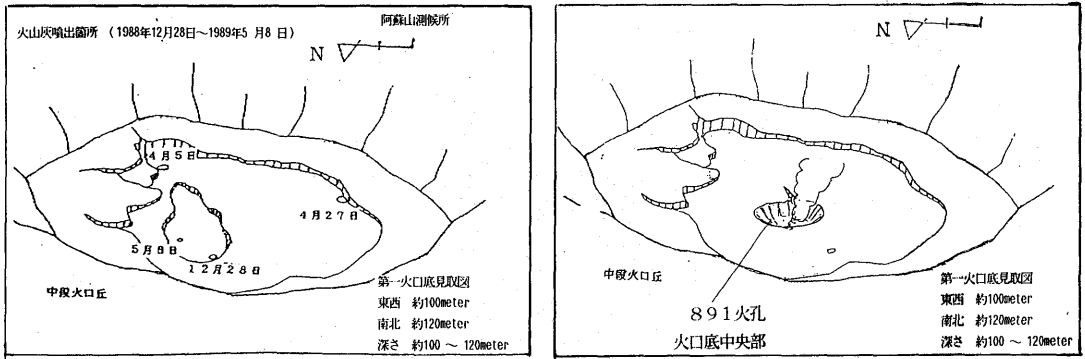 阿蘇山測候所
火山灰噴出箇所 (1988年12月28日～1989年5月8日)
N
4月5日
4月27日
5月8日
12月28日
中段火口丘
第一火口底見取図
東西 約100meter
南北 約120meter
深さ 約100 ～ 120meter
N
中段火口丘
891火孔
火口底中央部
第一火口底見取図
東西 約100meter
南北 約120meter
深さ 約100 ～ 120meter